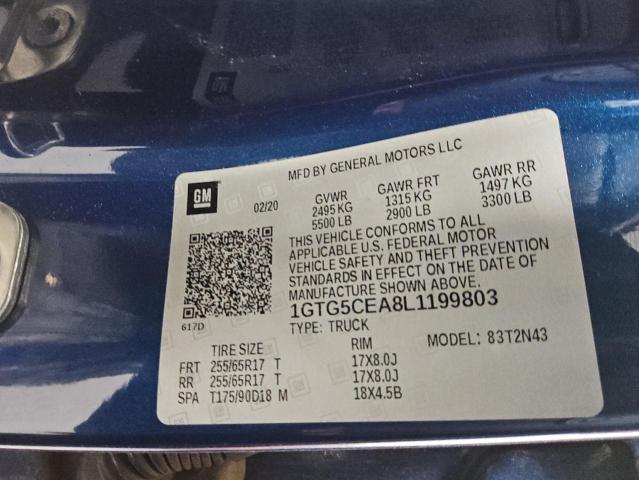 MFD BY GENERAL MOTORS LLC
GM
02/20
GVWR GAWR FRT GAWR RR
2495 KG 1315 KG 1497 KG
5500 LB 2900 LB 3300 LB
THIS VEHICLE CONFORMS TO ALL
APPLICABLE U.S. FEDERAL MOTOR
VEHICLE SAFETY AND THEFT PREVENTION
STANDARDS IN EFFECT ON THE DATE OF
MANUFACTURE SHOWN ABOVE.
617D
1GTG5CEA8L1199803
TYPE: TRUCK
MODEL: 83T2N43
TIRE SIZE RIM
FRT 255/65R17 T 17X8.0J
RR 255/65R17 T 17X8.0J
SPA T175/90D18 M 18X4.5B